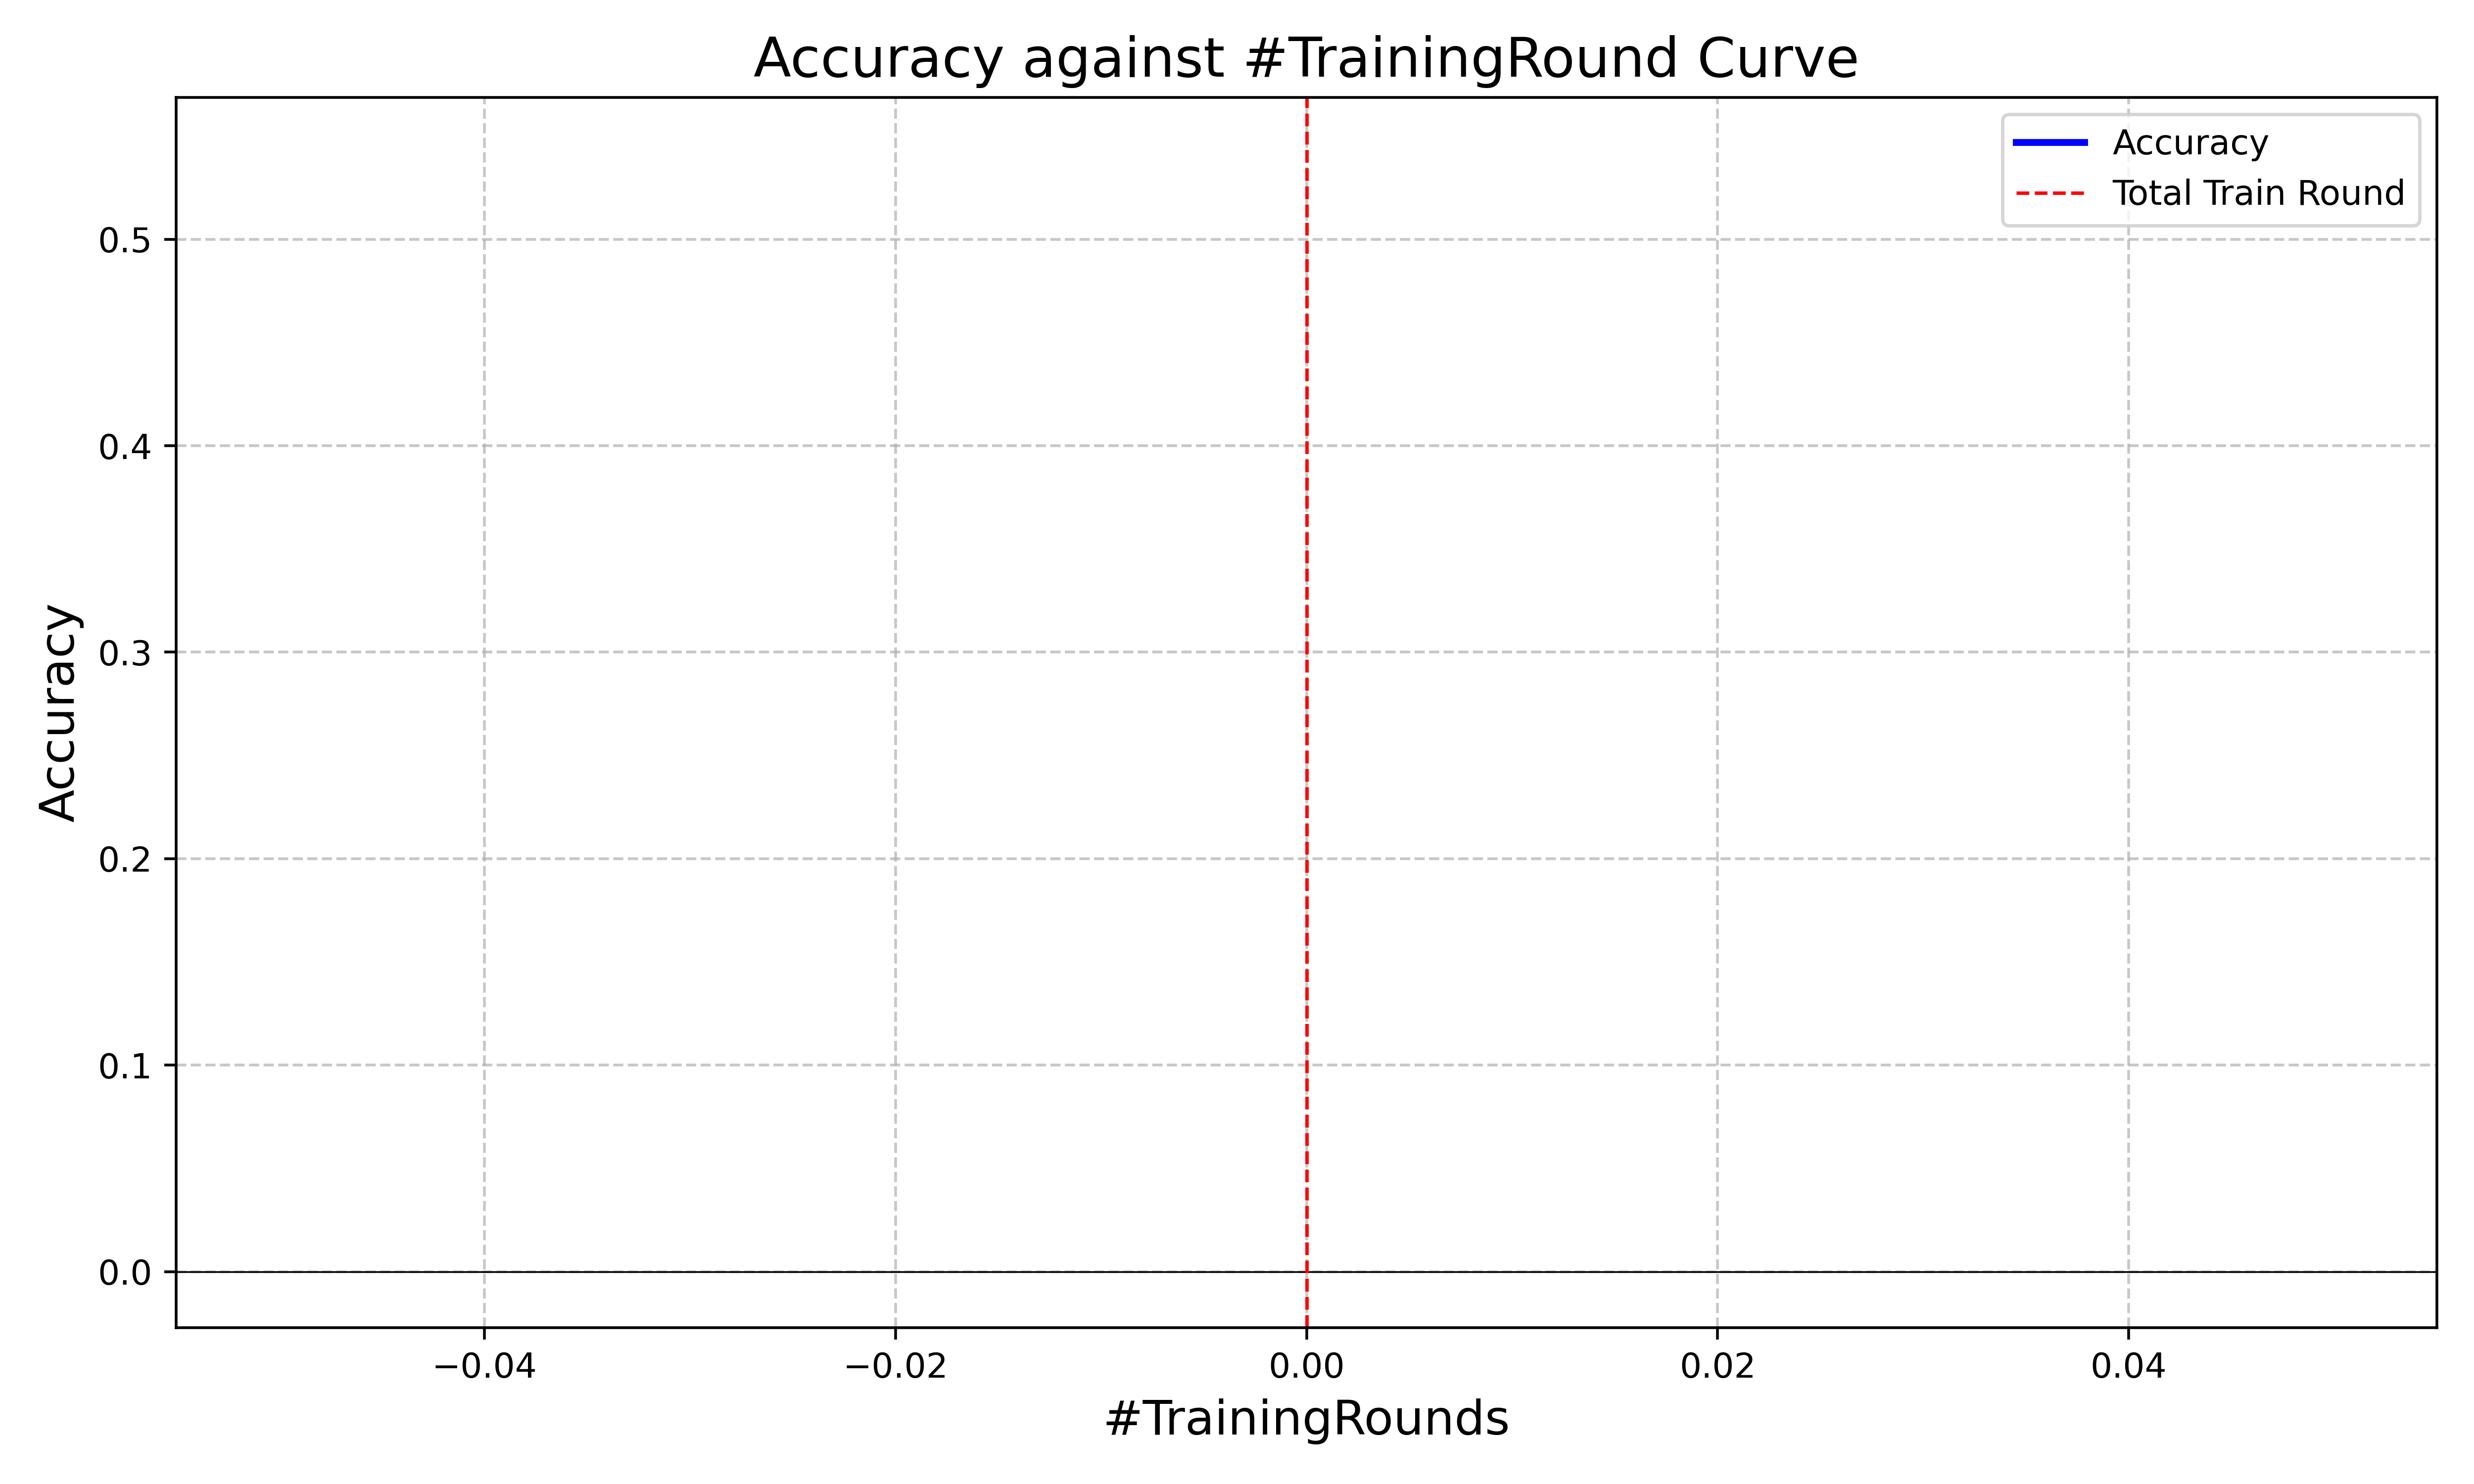 Accuracy against #TrainingRound Curve
Accuracy
Total Train Round
Accuracy
0.5
0.4
0.3
0.2
0.1
0.0
−0.04 −0.02 0.00 0.02 0.04
#TrainingRounds